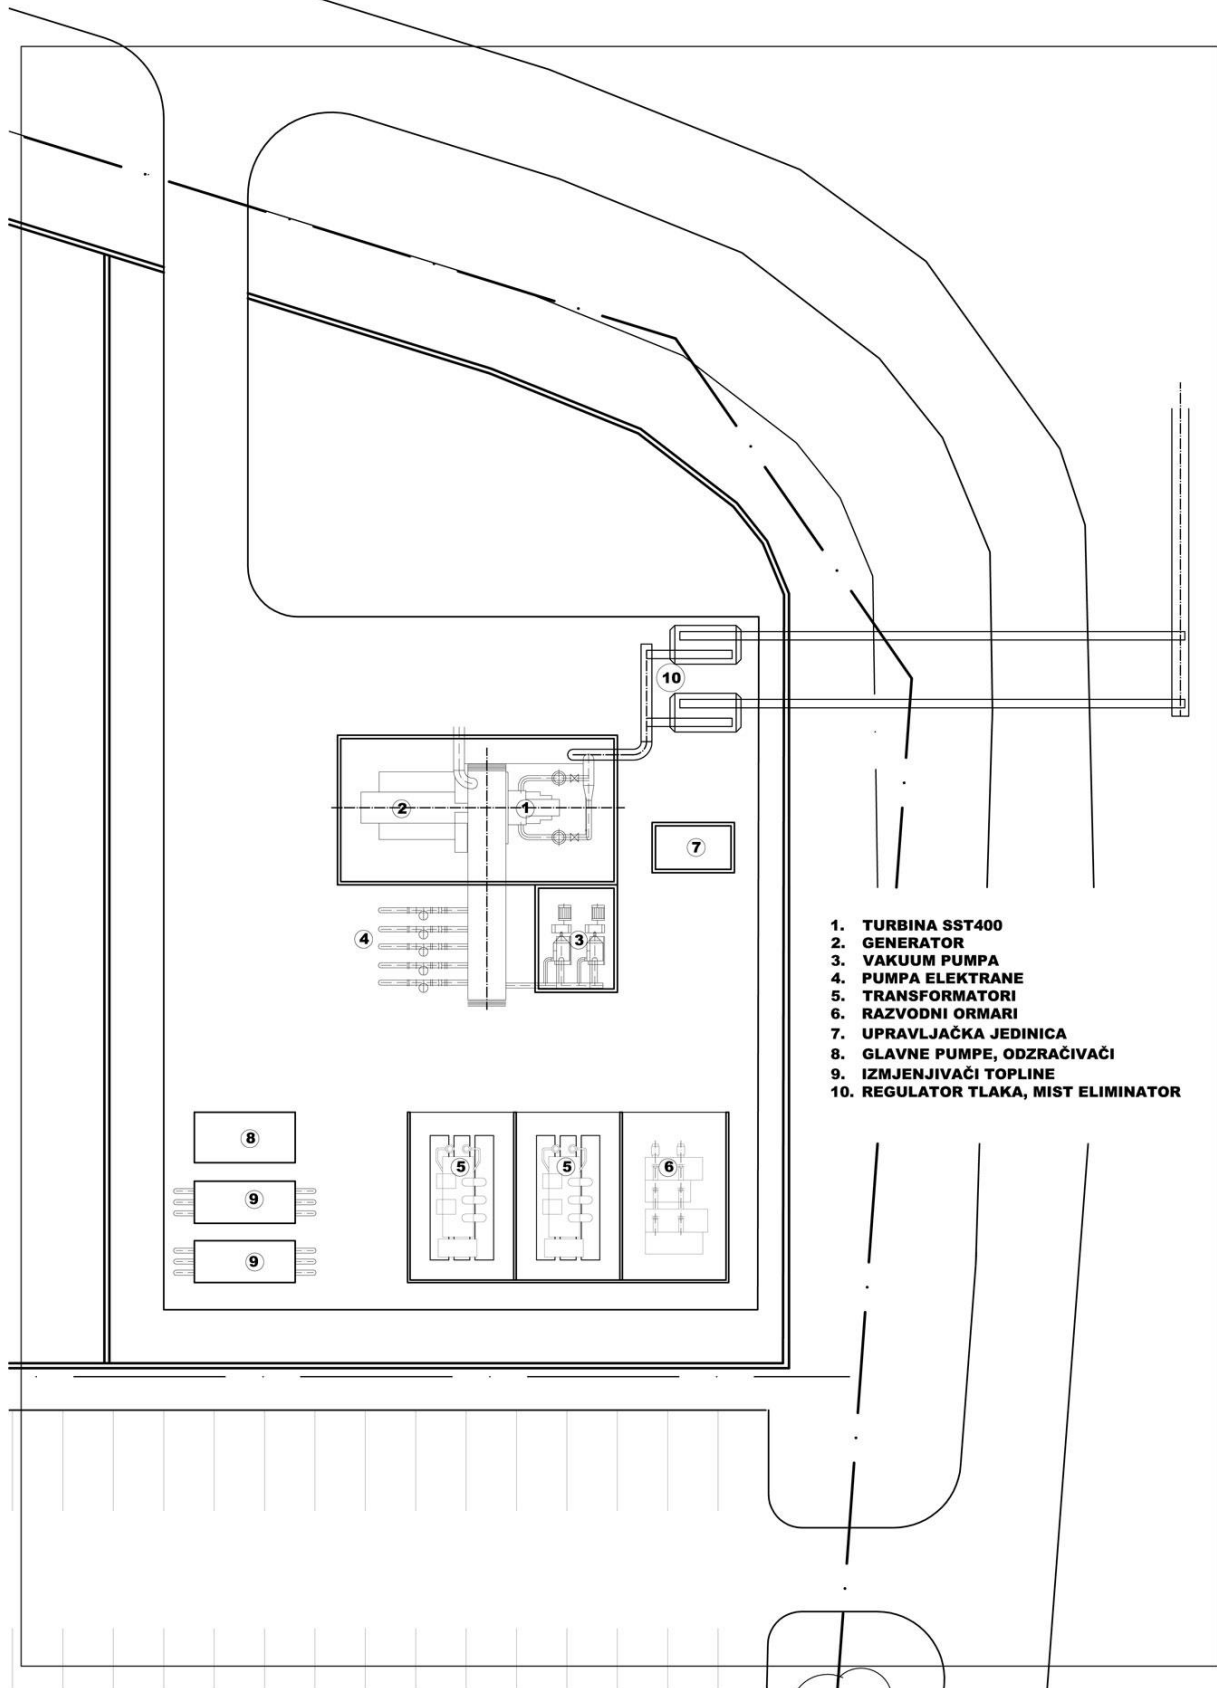 10
2
1
7
4
3
1. TURBINA SST400
2. GENERATOR
3. VAKUUM PUMPA
4. PUMPA ELEKTRANE
5. TRANSFORMATORI
6. RAZVODNI ORMARI
7. UPRAVLJAČKA JEDINICA
8. GLAVNE PUMPE, ODZRAČIVAČI
9. IZMJENJIVAČI TOPLINE
10. REGULATOR TLAKA, MIST ELIMINATOR
8
5
5
6
9
9